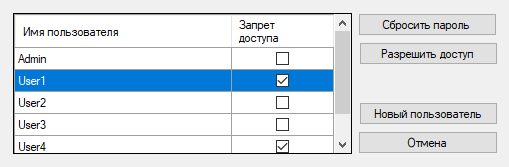 Имя пользователя
Запрет
доступа
Admin
User1
User2
User3
User4
Сбросить пароль
Разрешить доступ
Новый пользователь
Отмена